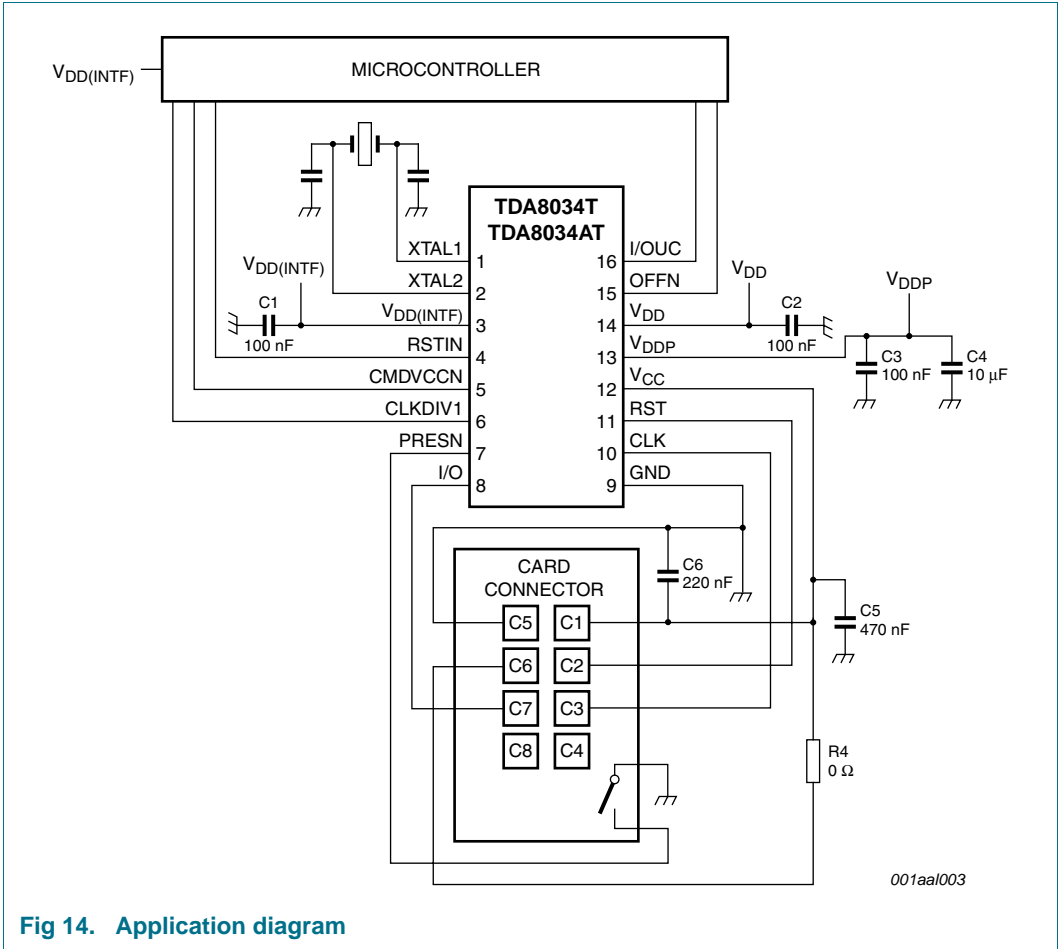 MICROCONTROLLER
VDD(INTF)
TDA8034T
TDA8034AT
XTAL1
1
XTAL2
2
VDD(INTF)
VDD(INTF)
3
C1
100 nF
RSTIN
4
CMDVCCN
5
CLKDIV1
6
PRESN
7
I/O
8
I/OUC
16
OFFN
15
VDD
14
VDD
C2
100 nF
VDDP
13
VDDP
C3
100 nF
C4
10 μF
VCC
12
RST
11
CLK
10
GND
9
CARD
CONNECTOR
C5 C1
C6 C2
C7 C3
C8 C4
C6
220 nF
C5
470 nF
R4
0 Ω
001aal003
Fig 14. Application diagram